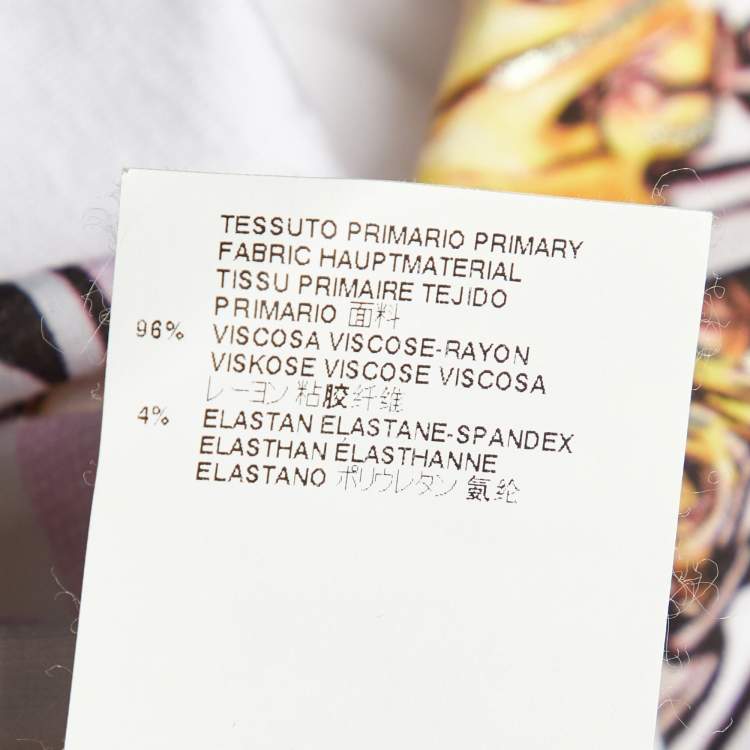 TESSUTO PRIMARIO PRIMARY
FABRIC HAUPTMATERIAL
TISSU PRIMAIRE TEJIDO
PRIMARIO 面料
96% VISCOSA VISCOSE-RAYON
VISKOSE VISCOSE VISCOSA
レーヨン 粘胶纤维
4% ELASTAN ELASTANE-SPANDEX
ELASTHAN ÉLASTHANNE
ELASTANO ポリウレタン 氨纶